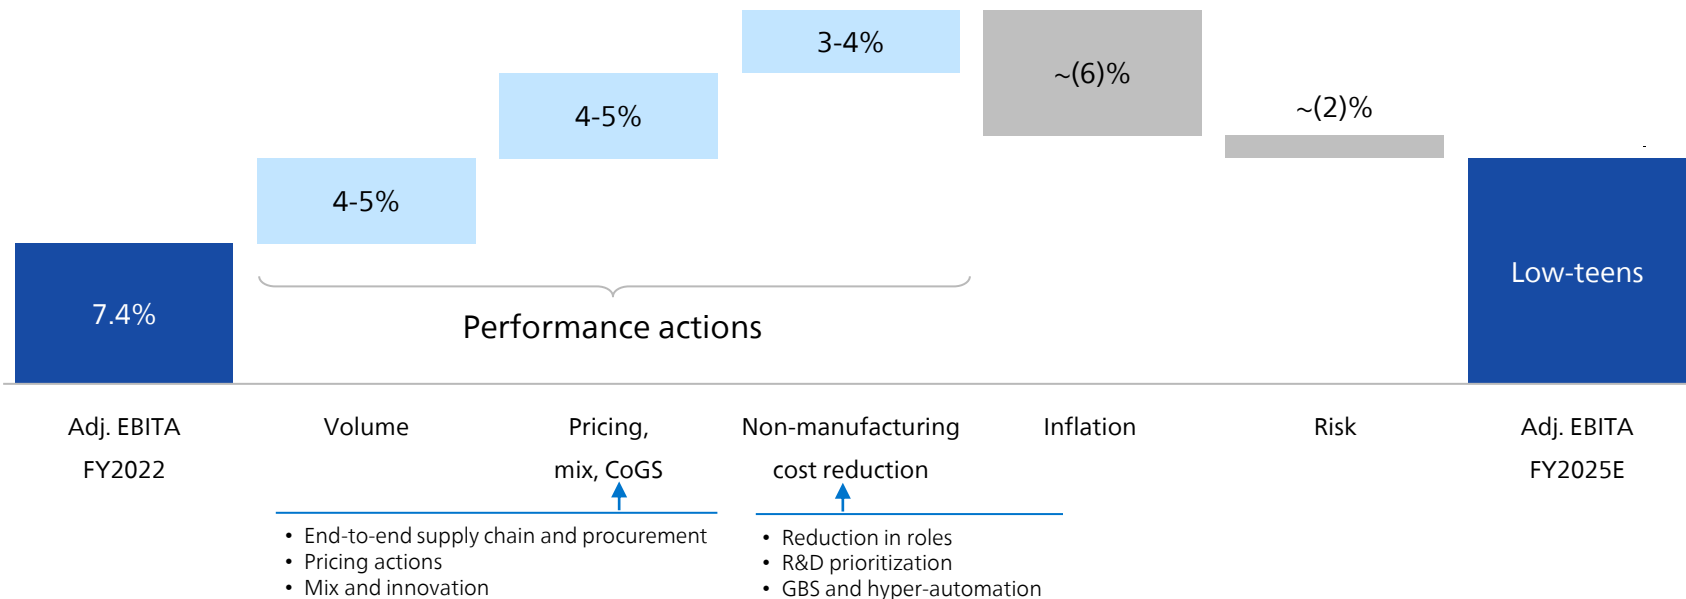 3-4%
~(6)%
~(2)%
4-5%
4-5%
Low-teens
7.4%
Performance actions
Adj. EBITA
FY2022
Volume
Pricing,
mix, CoGS
Non-manufacturing
cost reduction
Inflation
Risk
Adj. EBITA
FY2025E
• End-to-end supply chain and procurement
• Pricing actions
• Mix and innovation
• Reduction in roles
• R&D prioritization
• GBS and hyper-automation